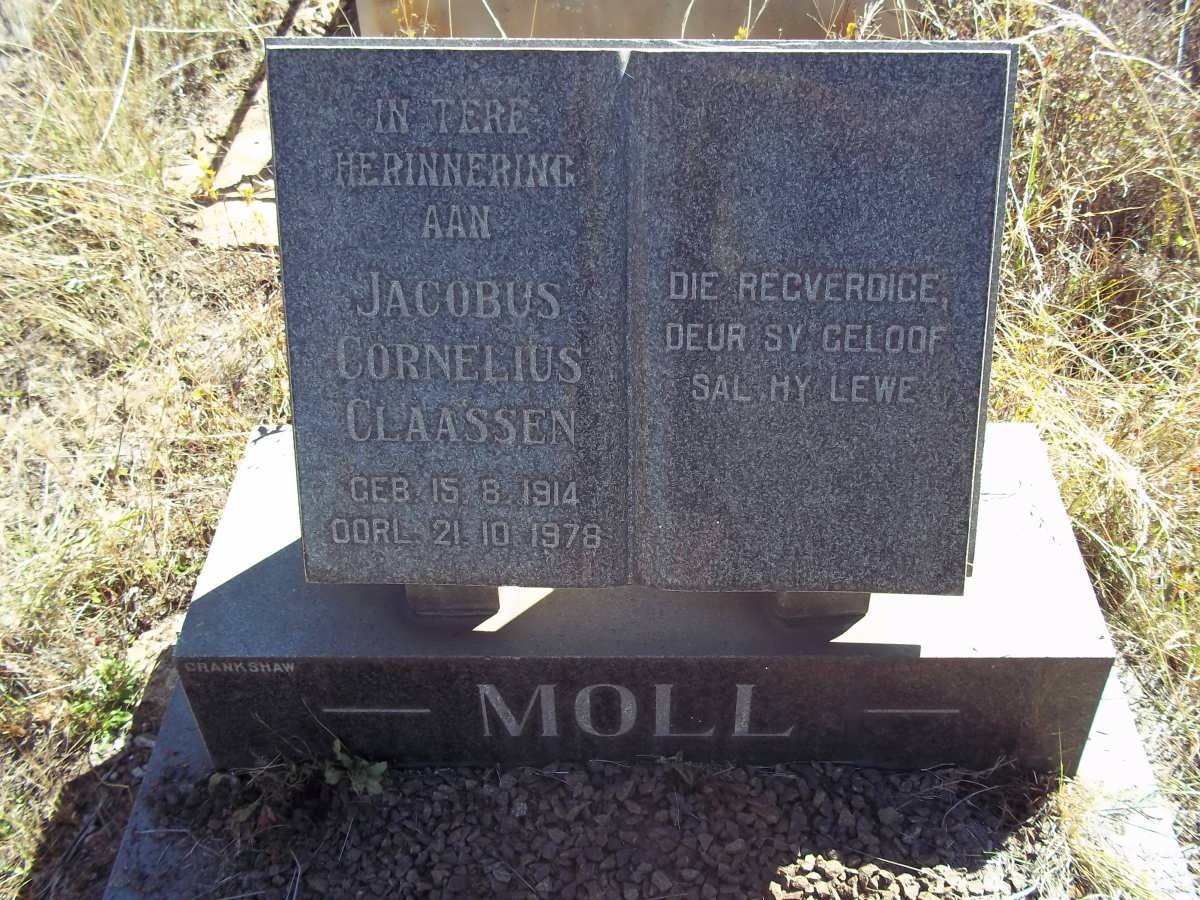 IN TERE
HERINNERING
AAN
JACOBUS
CORNELIUS
CLAASSEN
GEB. 15. 8. 1914
OORL. 21. 10. 1978
DIE REGVERDIGE,
DEUR SY GELOOF
SAL HY LEWE
CRANKSHAW
— MOLL —